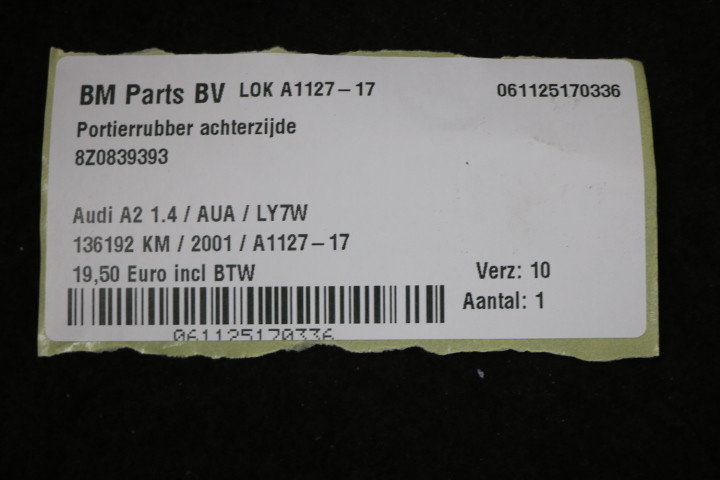 BM Parts BV LOK A1127-17 061125170336
Portierrubber achterzijde
8Z0839393
Audi A2 1.4 / AUA / LY7W
136192 KM / 2001 / A1127-17
19,50 Euro incl BTW Verz: 10
Aantal: 1
061125170336